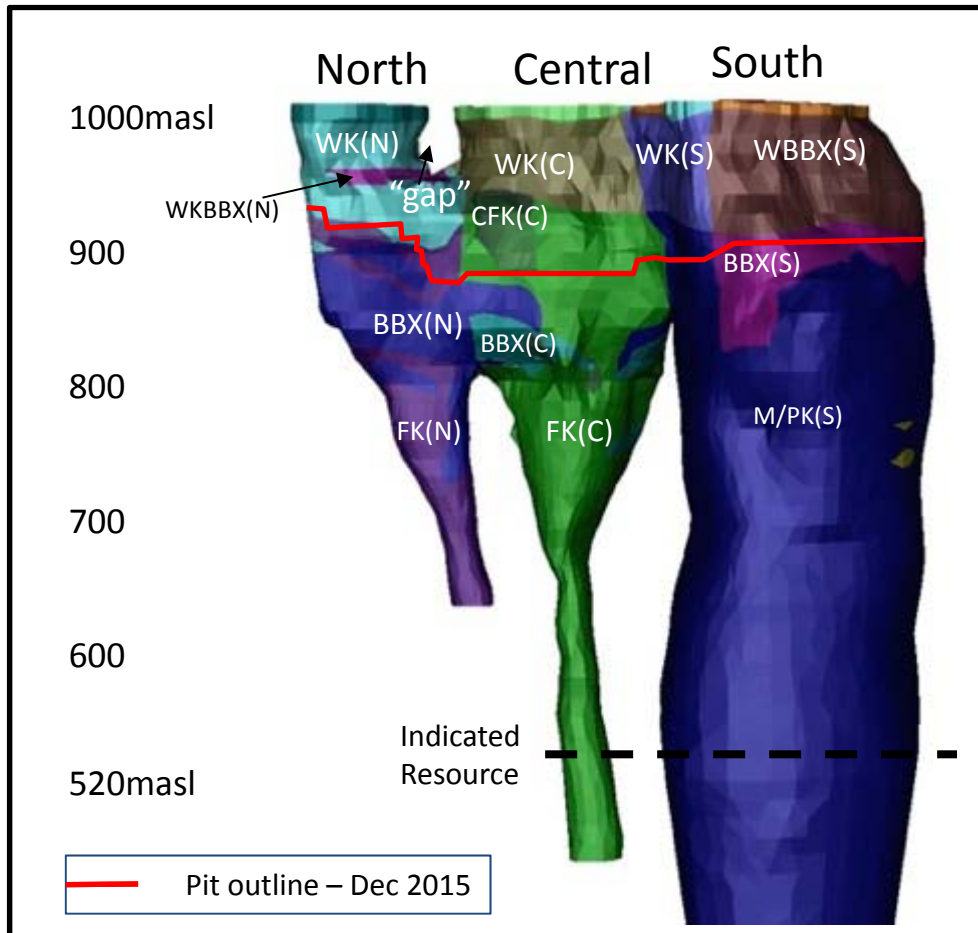 North Central South
1000masl
WK(N)
WK(C)
WK(S)
WBBX(S)
WKBBX(N)
“gap”
CFK(C)
900
BBX(S)
BBX(N)
BBX(C)
800
FK(N)
FK(C)
M/PK(S)
700
600
Indicated
Resource
520masl
Pit outline – Dec 2015